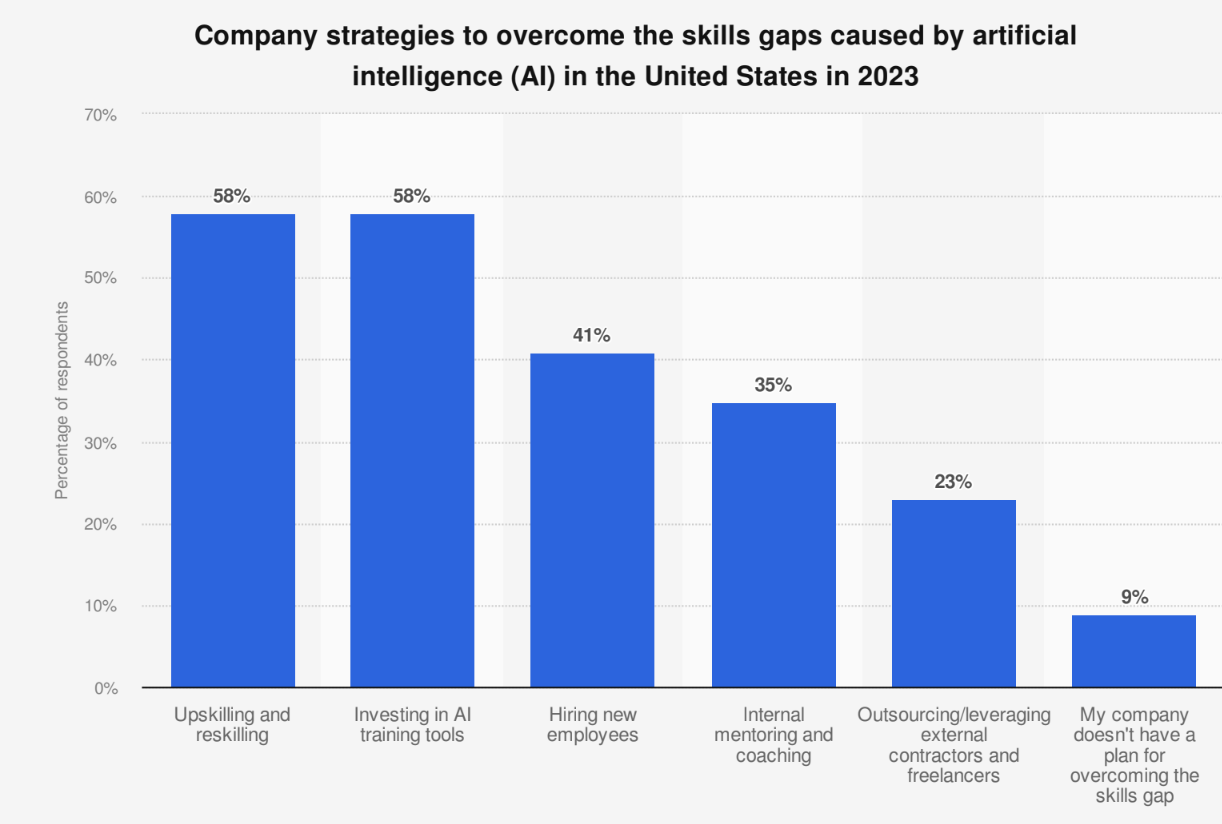 Company strategies to overcome the skills gaps caused by artificial
intelligence (AI) in the United States in 2023
Percentage of respondents
70%
60%
50%
40%
30%
20%
10%
0%
58%
58%
41%
35%
23%
9%
Upskilling and
reskilling
Investing in AI
training tools
Hiring new
employees
Internal
mentoring and
coaching
Outsourcing/leveraging
external
contractors and
freelancers
My company
doesn't have a
plan for
overcoming the
skills gap